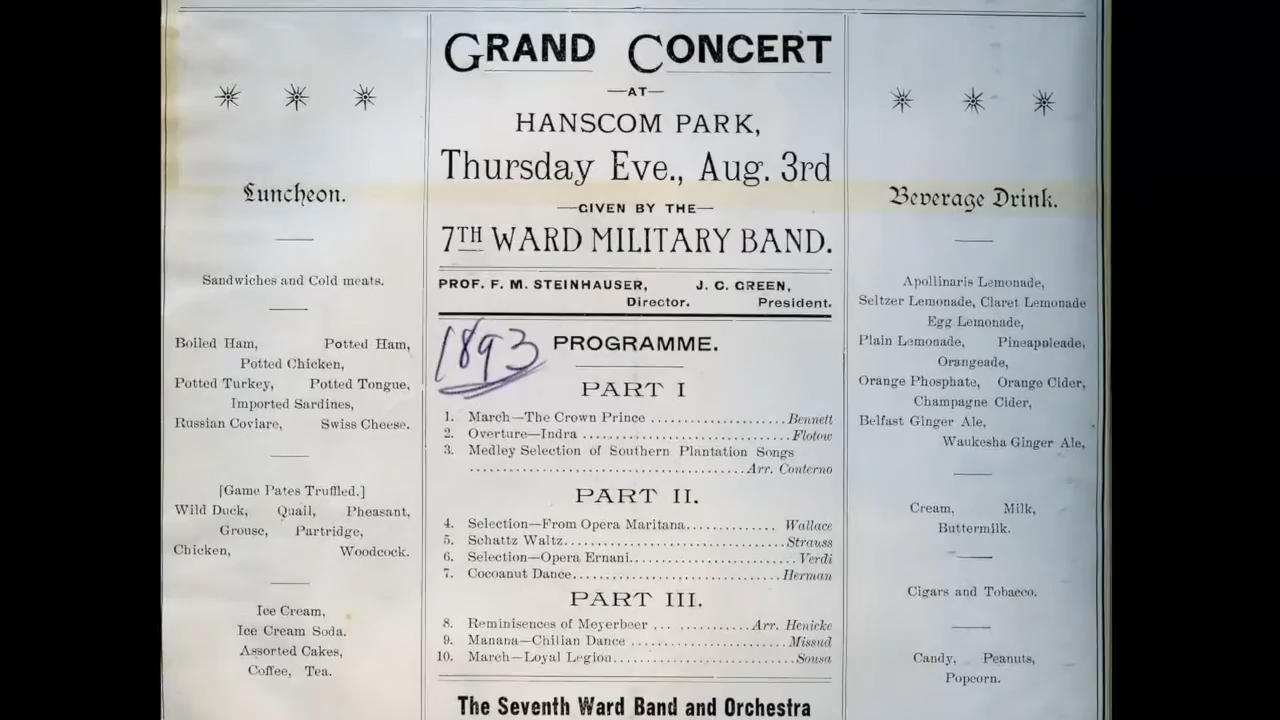 GRAND CONCERT
—AT—
HANSCOM PARK,
Thursday Eve., Aug. 3rd
—GIVEN BY THE—
7TH WARD MILITARY BAND.
PROF. F. M. STEINHAUSER, J. C. GREEN,
Director. President.
1893
PROGRAMME.
PART I
1. March—The Crown Prince .................... Bennett
2. Overture—Indra .............................. Flotow
3. Medley Selection of Southern Plantation Songs
.................................. Arr. Conterno
PART II.
4. Selection—From Opera Maritana............ Wallace
5. Schattz Waltz................................ Strauss
6. Selection—Opera Ernani....................... Verdi
7. Cocoanut Dance.............................. Herman
PART III.
8. Reminisences of Meyerbeer ... ........... Arr. Henicke
9. Manana—Chilian Dance ..................... Missud
10. March—Loyal Legion......................... Sousa
The Seventh Ward Band and Orchestra
Luncheon.
Sandwiches and Cold meats.
Boiled Ham, Potted Ham,
Potted Chicken,
Potted Turkey, Potted Tongue,
Imported Sardines,
Russian Coviare, Swiss Cheese.
[Game Pates Truffled.]
Wild Duck, Quail, Pheasant,
Grouse, Partridge,
Chicken, Woodcock.
Ice Cream,
Ice Cream Soda.
Assorted Cakes,
Coffee, Tea.
Beverage Drink.
Apollinaris Lemonade,
Seltzer Lemonade, Claret Lemonade
Egg Lemonade,
Plain Lemonade, Pineappleade,
Orangeade,
Orange Phosphate, Orange Cider,
Champagne Cider,
Belfast Ginger Ale,
Waukesha Ginger Ale,
Cream, Milk,
Buttermilk.
Cigars and Tobacco.
Candy, Peanuts,
Popcorn.